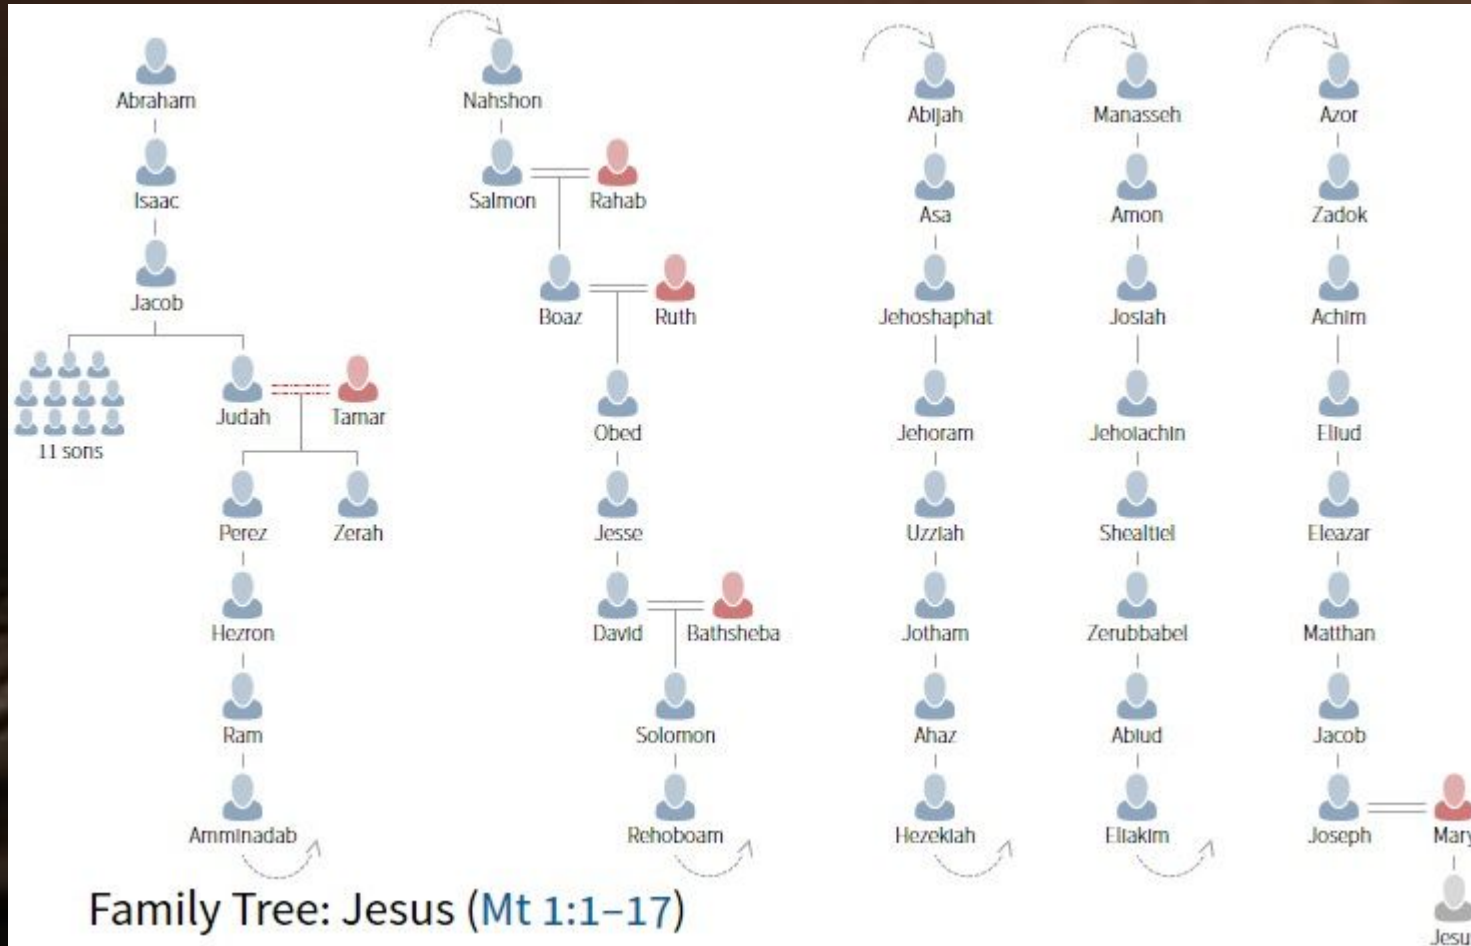 Abraham
Isaac
Jacob
11 sons
Judah
Tamar
Perez
Zerah
Hezron
Ram
Amminadab
Nahshon
Salmon
Rahab
Boaz
Ruth
Obed
Jesse
David
Bathsheba
Solomon
Rehoboam
Abijah
Asa
Jehoshaphat
Jehoram
Uzziah
Jotham
Ahaz
Hezekiah
Manasseh
Amon
Josiah
Jehoiachin
Shealtiel
Zerubbabel
Abiud
Eliakim
Azor
Zadok
Achim
Eliud
Eleazar
Matthan
Jacob
Joseph
Mary
Jesu
Family Tree: Jesus (Mt 1:1–17)